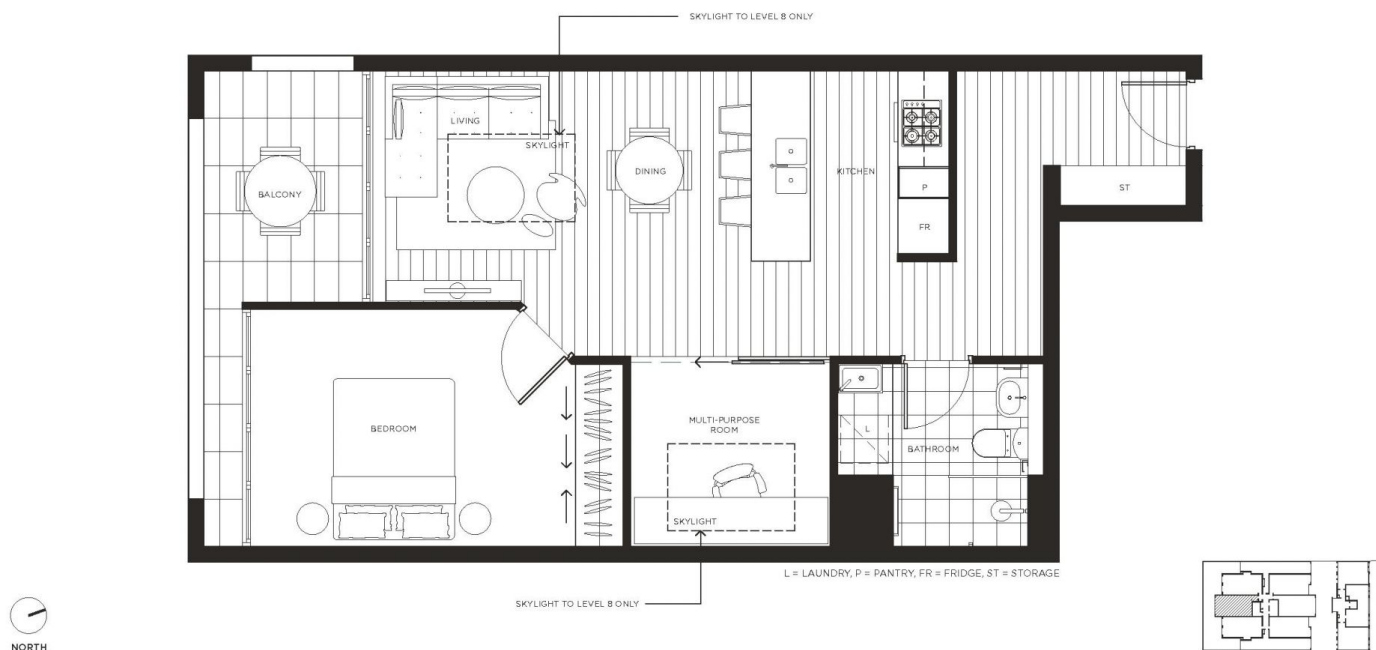 SKYLIGHT TO LEVEL 8 ONLY
LIVING
SKYLIGHT
BALCONY
DINING
KITCHEN
P
FR
ST
BEDROOM
MULTI-PURPOSE
ROOM
SKYLIGHT
L
BATHROOM
L = LAUNDRY, P = PANTRY, FR = FRIDGE, ST = STORAGE
SKYLIGHT TO LEVEL 8 ONLY
NORTH